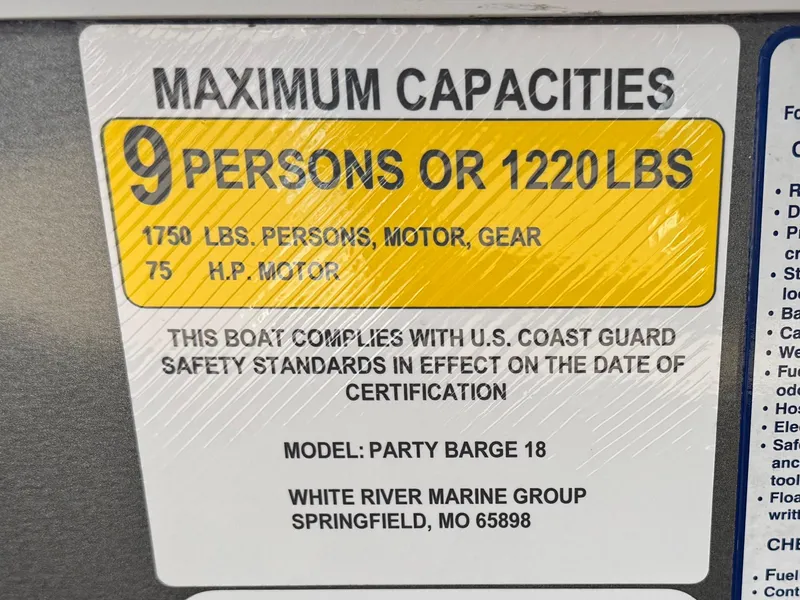 MAXIMUM CAPACITIES
9 PERSONS OR 1220 LBS
1750 LBS. PERSONS, MOTOR, GEAR
75 H.P. MOTOR
THIS BOAT COMPLIES WITH U.S. COAST GUARD
SAFETY STANDARDS IN EFFECT ON THE DATE OF
CERTIFICATION
MODEL: PARTY BARGE 18
WHITE RIVER MARINE GROUP
SPRINGFIELD, MO 65898
• Fuel